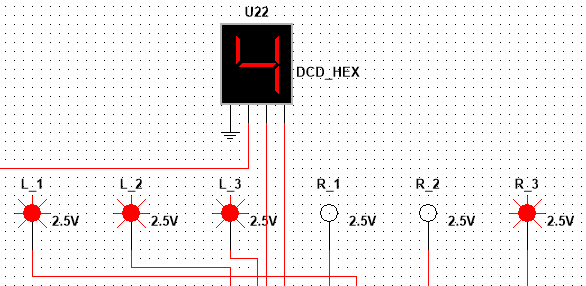 U22
4
DCD_HEX
L_1 L_2 L_3 R_1 R_2 R_3
2.5V 2.5V 2.5V 2.5V 2.5V 2.5V